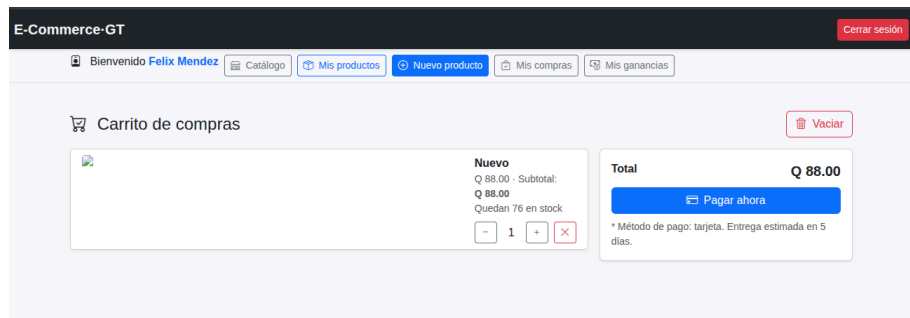 E-Commerce·GT
Cerrar sesión
Bienvenido Felix Mendez
Catálogo
Mis productos
Nuevo producto
Mis compras
Mis ganancias
Carrito de compras
Vaciar
Nuevo
Q 88.00 · Subtotal:
Q 88.00
Quedan 76 en stock
- 1 +
Total
Q 88.00
Pagar ahora
* Método de pago: tarjeta. Entrega estimada en 5
días.